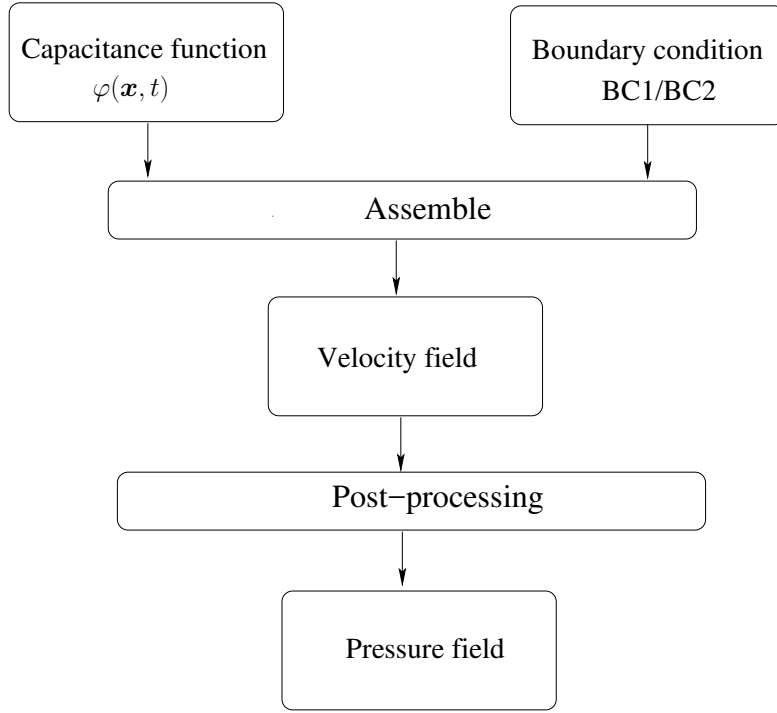 Capacitance function
φ(𝒙, t)
Boundary condition
BC1/BC2
Assemble
Velocity field
Post−processing
Pressure field